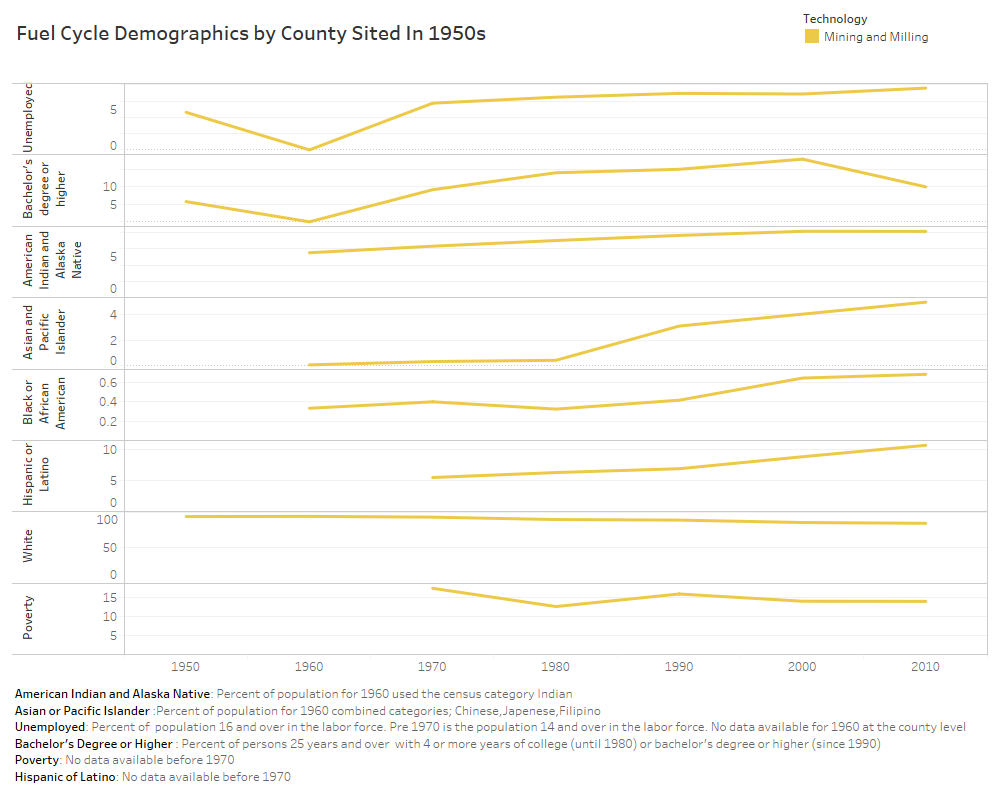 Fuel Cycle Demographics by County Sited In 1950s
Technology
Mining and Milling
Unemployed
5
0
Bachelor's
degree or
higher
10
5
American
Indian and
Alaska
Native
5
0
Asian and
Pacific
Islander
4
2
0
Black or
African
American
0.6
0.4
0.2
Hispanic or
Latino
10
5
0
White
100
50
0
Poverty
15
10
5
1950 1960 1970 1980 1990 2000 2010
American Indian and Alaska Native: Percent of population for 1960 used the census category Indian
Asian or Pacific Islander :Percent of population for 1960 combined categories; Chinese,Japenese,Filipino
Unemployed: Percent of population 16 and over in the labor force. Pre 1970 is the population 14 and over in the labor force. No data available for 1960 at the county level
Bachelor's Degree or Higher : Percent of persons 25 years and over with 4 or more years of college (until 1980) or bachelor's degree or higher (since 1990)
Poverty: No data available before 1970
Hispanic of Latino: No data available before 1970